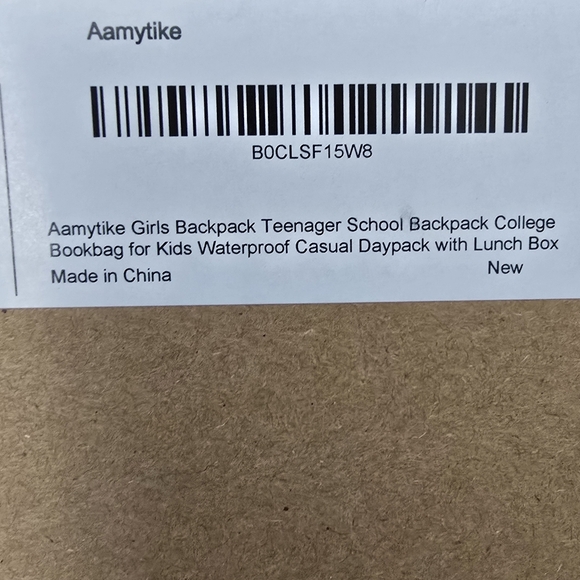 Aamytike
B0CLSF15W8
Aamytike Girls Backpack Teenager School Backpack College
Bookbag for Kids Waterproof Casual Daypack with Lunch Box
Made in China
New